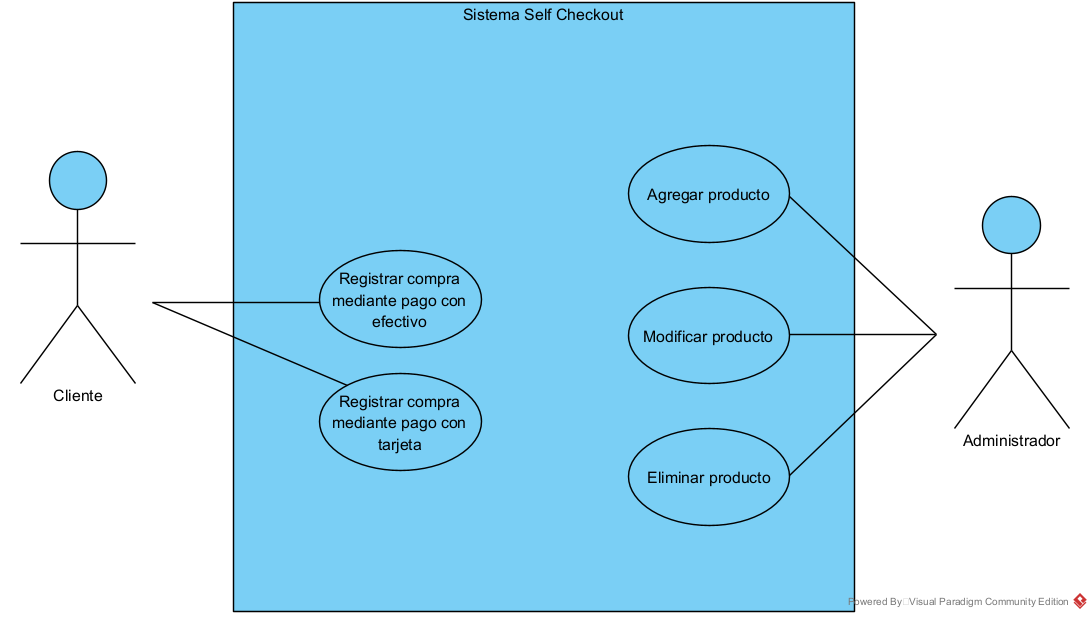 Sistema Self Checkout
Agregar producto
Registrar compra
mediante pago con
efectivo
Modificar producto
Cliente
Registrar compra
mediante pago con
tarjeta
Administrador
Eliminar producto
Powered By Visual Paradigm Community Edition